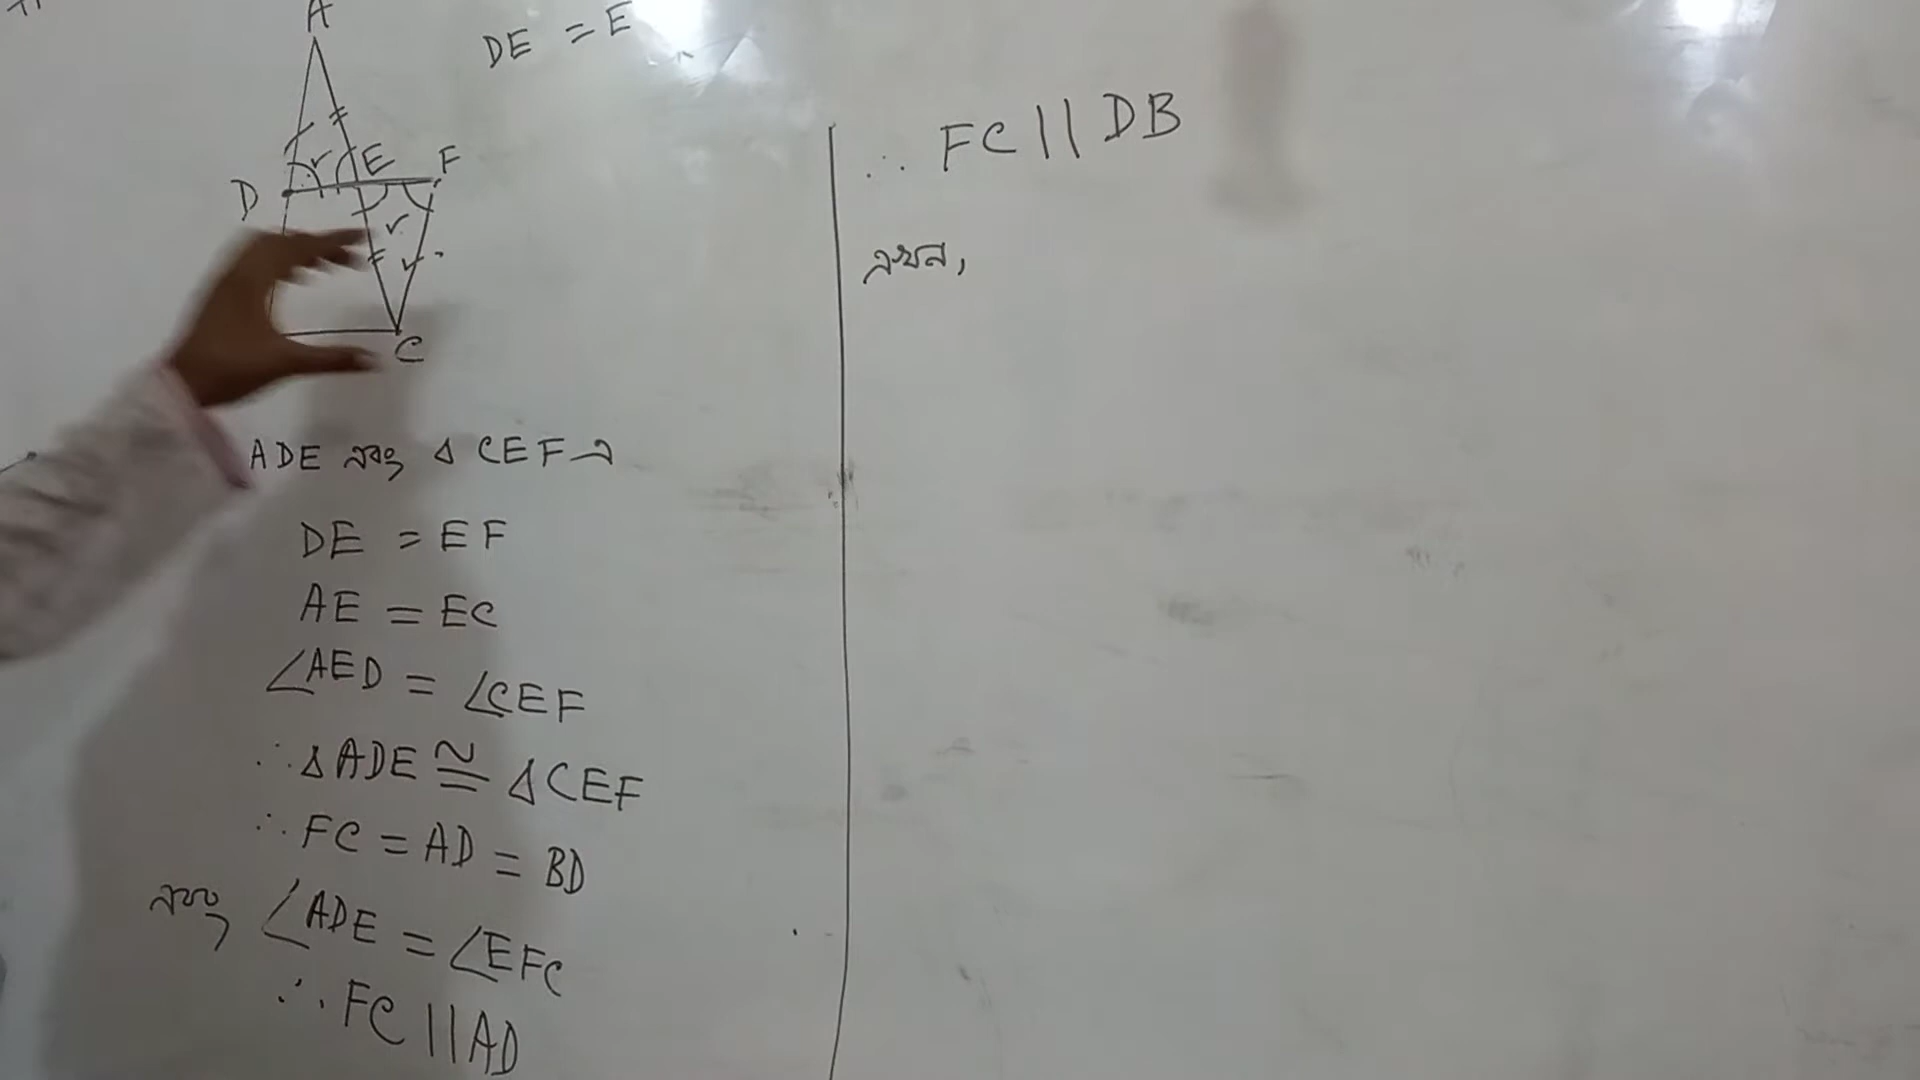 A
DE = E
E F
D
C
ADE এবং Δ CEF এ
DE = EF
AE = EC
∠AED = ∠CEF
∴ ΔADE ≅ ΔCEF
∴ FC = AD = BD
এবং ∠ADE = ∠EFC
∴ FC || AD
∴ FC || DB
এখন,